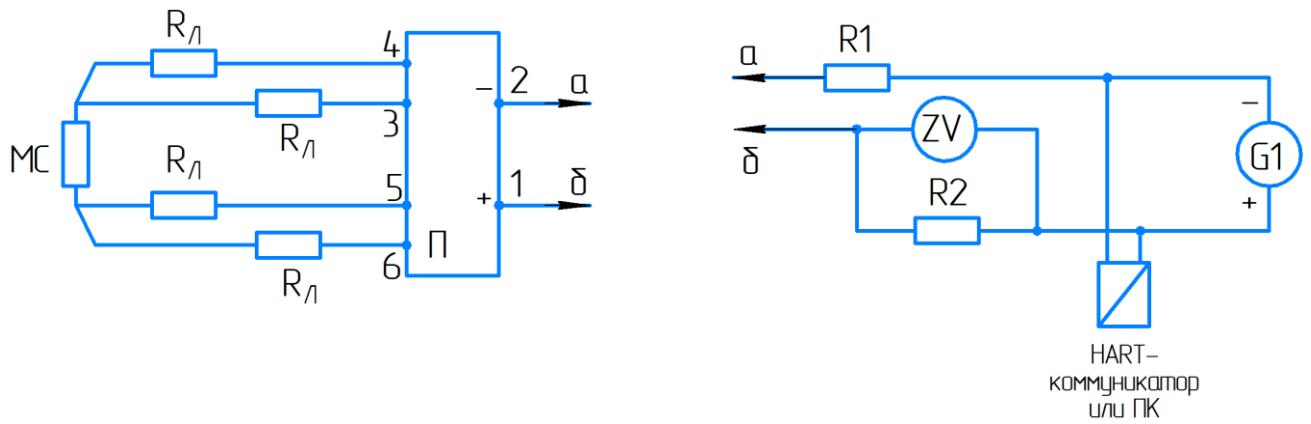 RЛ
4
RЛ
3
МС
RЛ
5
RЛ
6
П
− 2 а
+ 1 б
R1
а
−
ZV
б
G1
R2
+
HART-
коммуникатор
или ПК